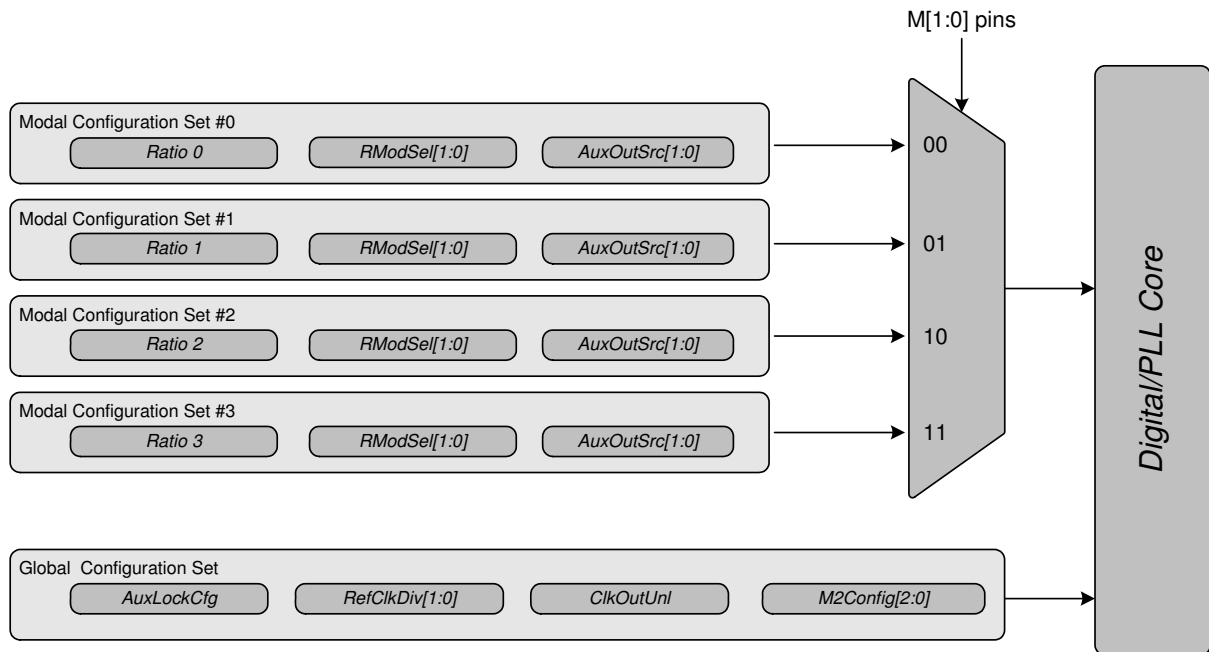 M[1:0] pins
Modal Configuration Set #0
Ratio 0 RModSel[1:0] AuxOutSrc[1:0]
00
Modal Configuration Set #1
Ratio 1 RModSel[1:0] AuxOutSrc[1:0]
01
Modal Configuration Set #2
Ratio 2 RModSel[1:0] AuxOutSrc[1:0]
10
Modal Configuration Set #3
Ratio 3 RModSel[1:0] AuxOutSrc[1:0]
11
Digital/PLL Core
Global Configuration Set
AuxLockCfg RefClkDiv[1:0] ClkOutUnl M2Config[2:0]